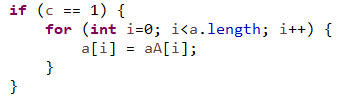 if (c == 1) {
    for (int i=0; i<a.length; i++) {
        a[i] = aA[i];
    }
}